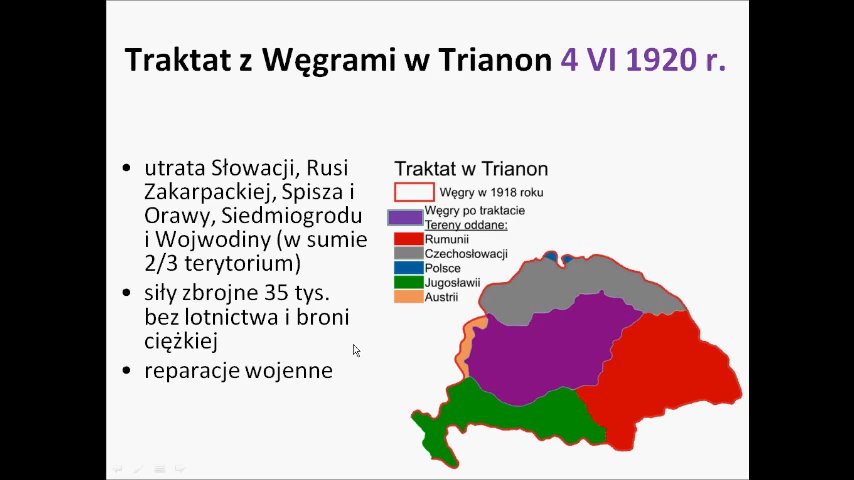 Traktat z Węgrami w Trianon 4 VI 1920 r.
• utrata Słowacji, Rusi
Zakarpackiej, Spisza i
Orawy, Siedmiogrodu
i Wojwodiny (w sumie
2/3 terytorium)
• siły zbrojne 35 tys.
bez lotnictwa i broni
ciężkiej
• reparacje wojenne
Traktat w Trianon
Węgry w 1918 roku
Węgry po traktacie
Tereny oddane:
Rumunii
Czechosłowacji
Polsce
Jugosławii
Austrii